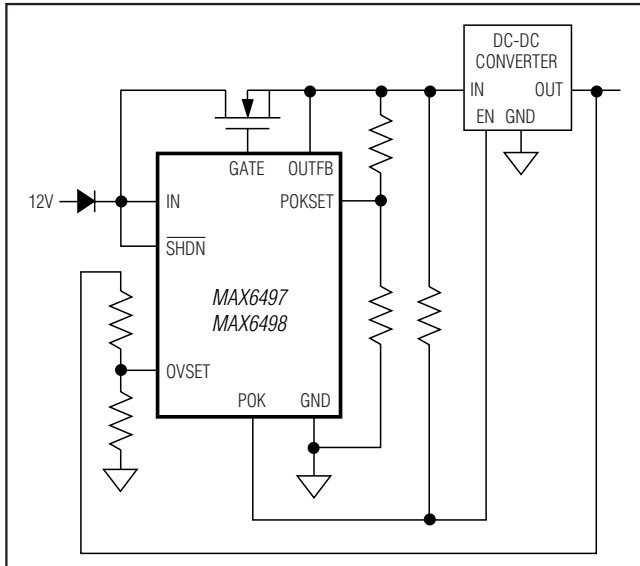 DC-DC
CONVERTER
IN
OUT
EN
GND
GATE
OUTFB
12V
IN
POKSET
SHDN
MAX6497
MAX6498
OVSET
POK
GND